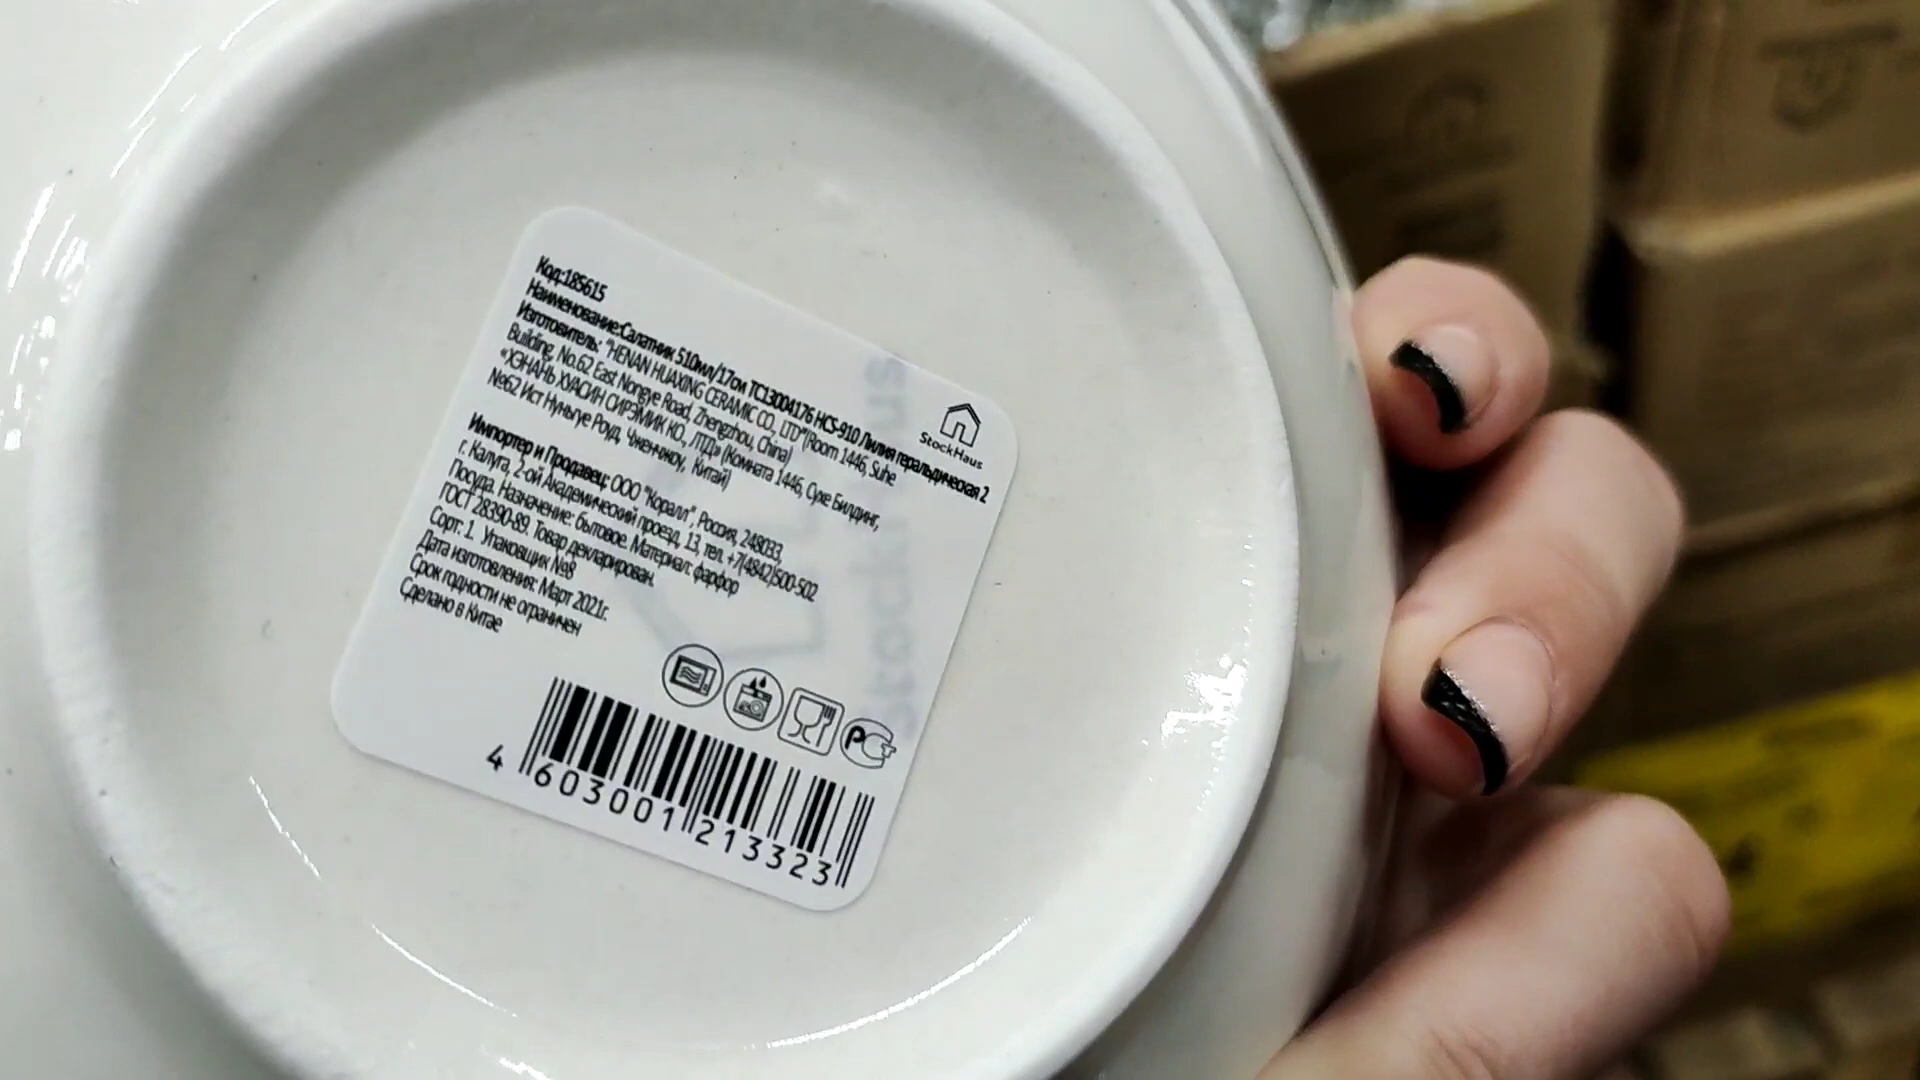 Код:185615
Наименование:Салатник 510мл/17см TC13004176 HCS-910 Лилия геральдическая 2
Изготовитель: "HENAN HUAXING CERAMIC CO., LTD"(Room 1446, Suhe
Building, No.62 East Nongye Road, Zhengzhou, China)
«ХЭНАНЬ ХУАСИН СИРЭМИК КО., ЛТД» (Комната 1446, Сухе Билдинг,
№62 Ист Нуньгуе Роуд, Чженчжоу, Китай)
Импортер и Продавец: ООО "Коралл", Россия, 248033,
г. Калуга, 2-ой Академический проезд, 13, тел. +7(4842)500-502
Посуда. Назначение: бытовое. Материал: фарфор
ГОСТ 28390-89. Товар декларирован.
Сорт: 1. Упаковщик №8
Дата изготовления: Март 2021г.
Срок годности не ограничен
Сделано в Китае
StockHaus
РСТ
4 603001 213323